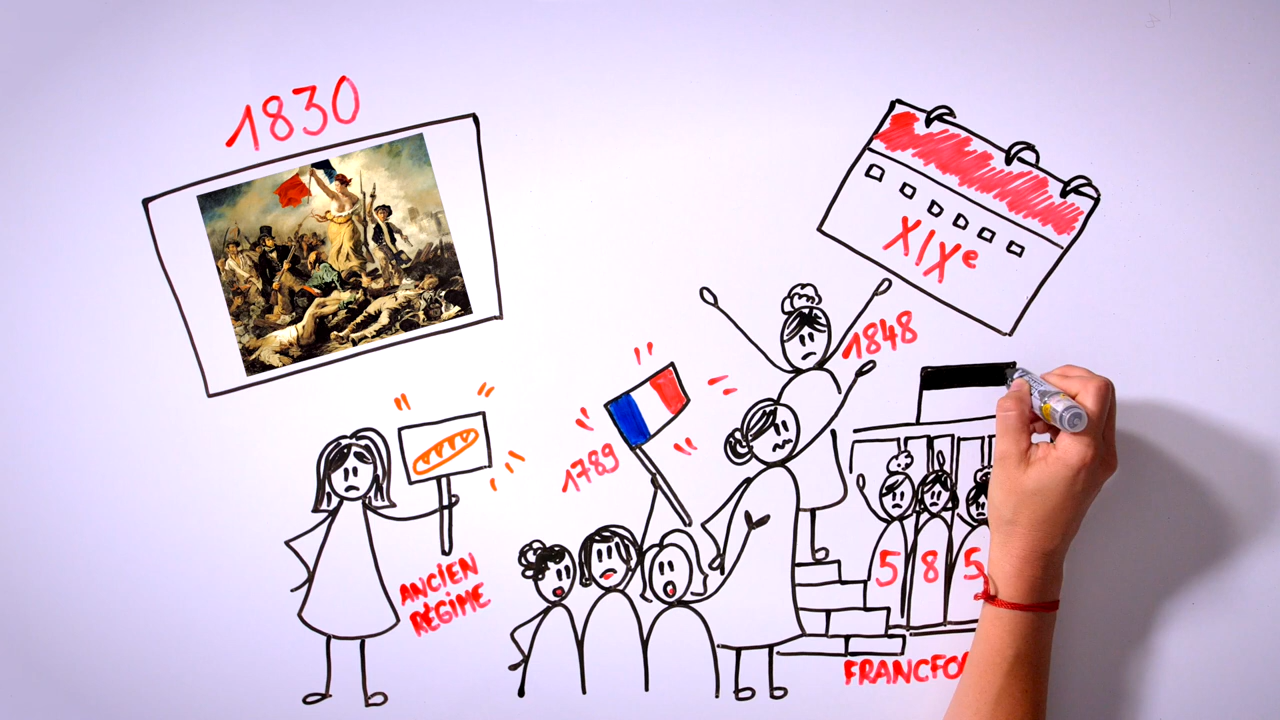 1830
XIXe
1848
1789
ANCIEN
RÉGIME
5 8 5
FRANCFO